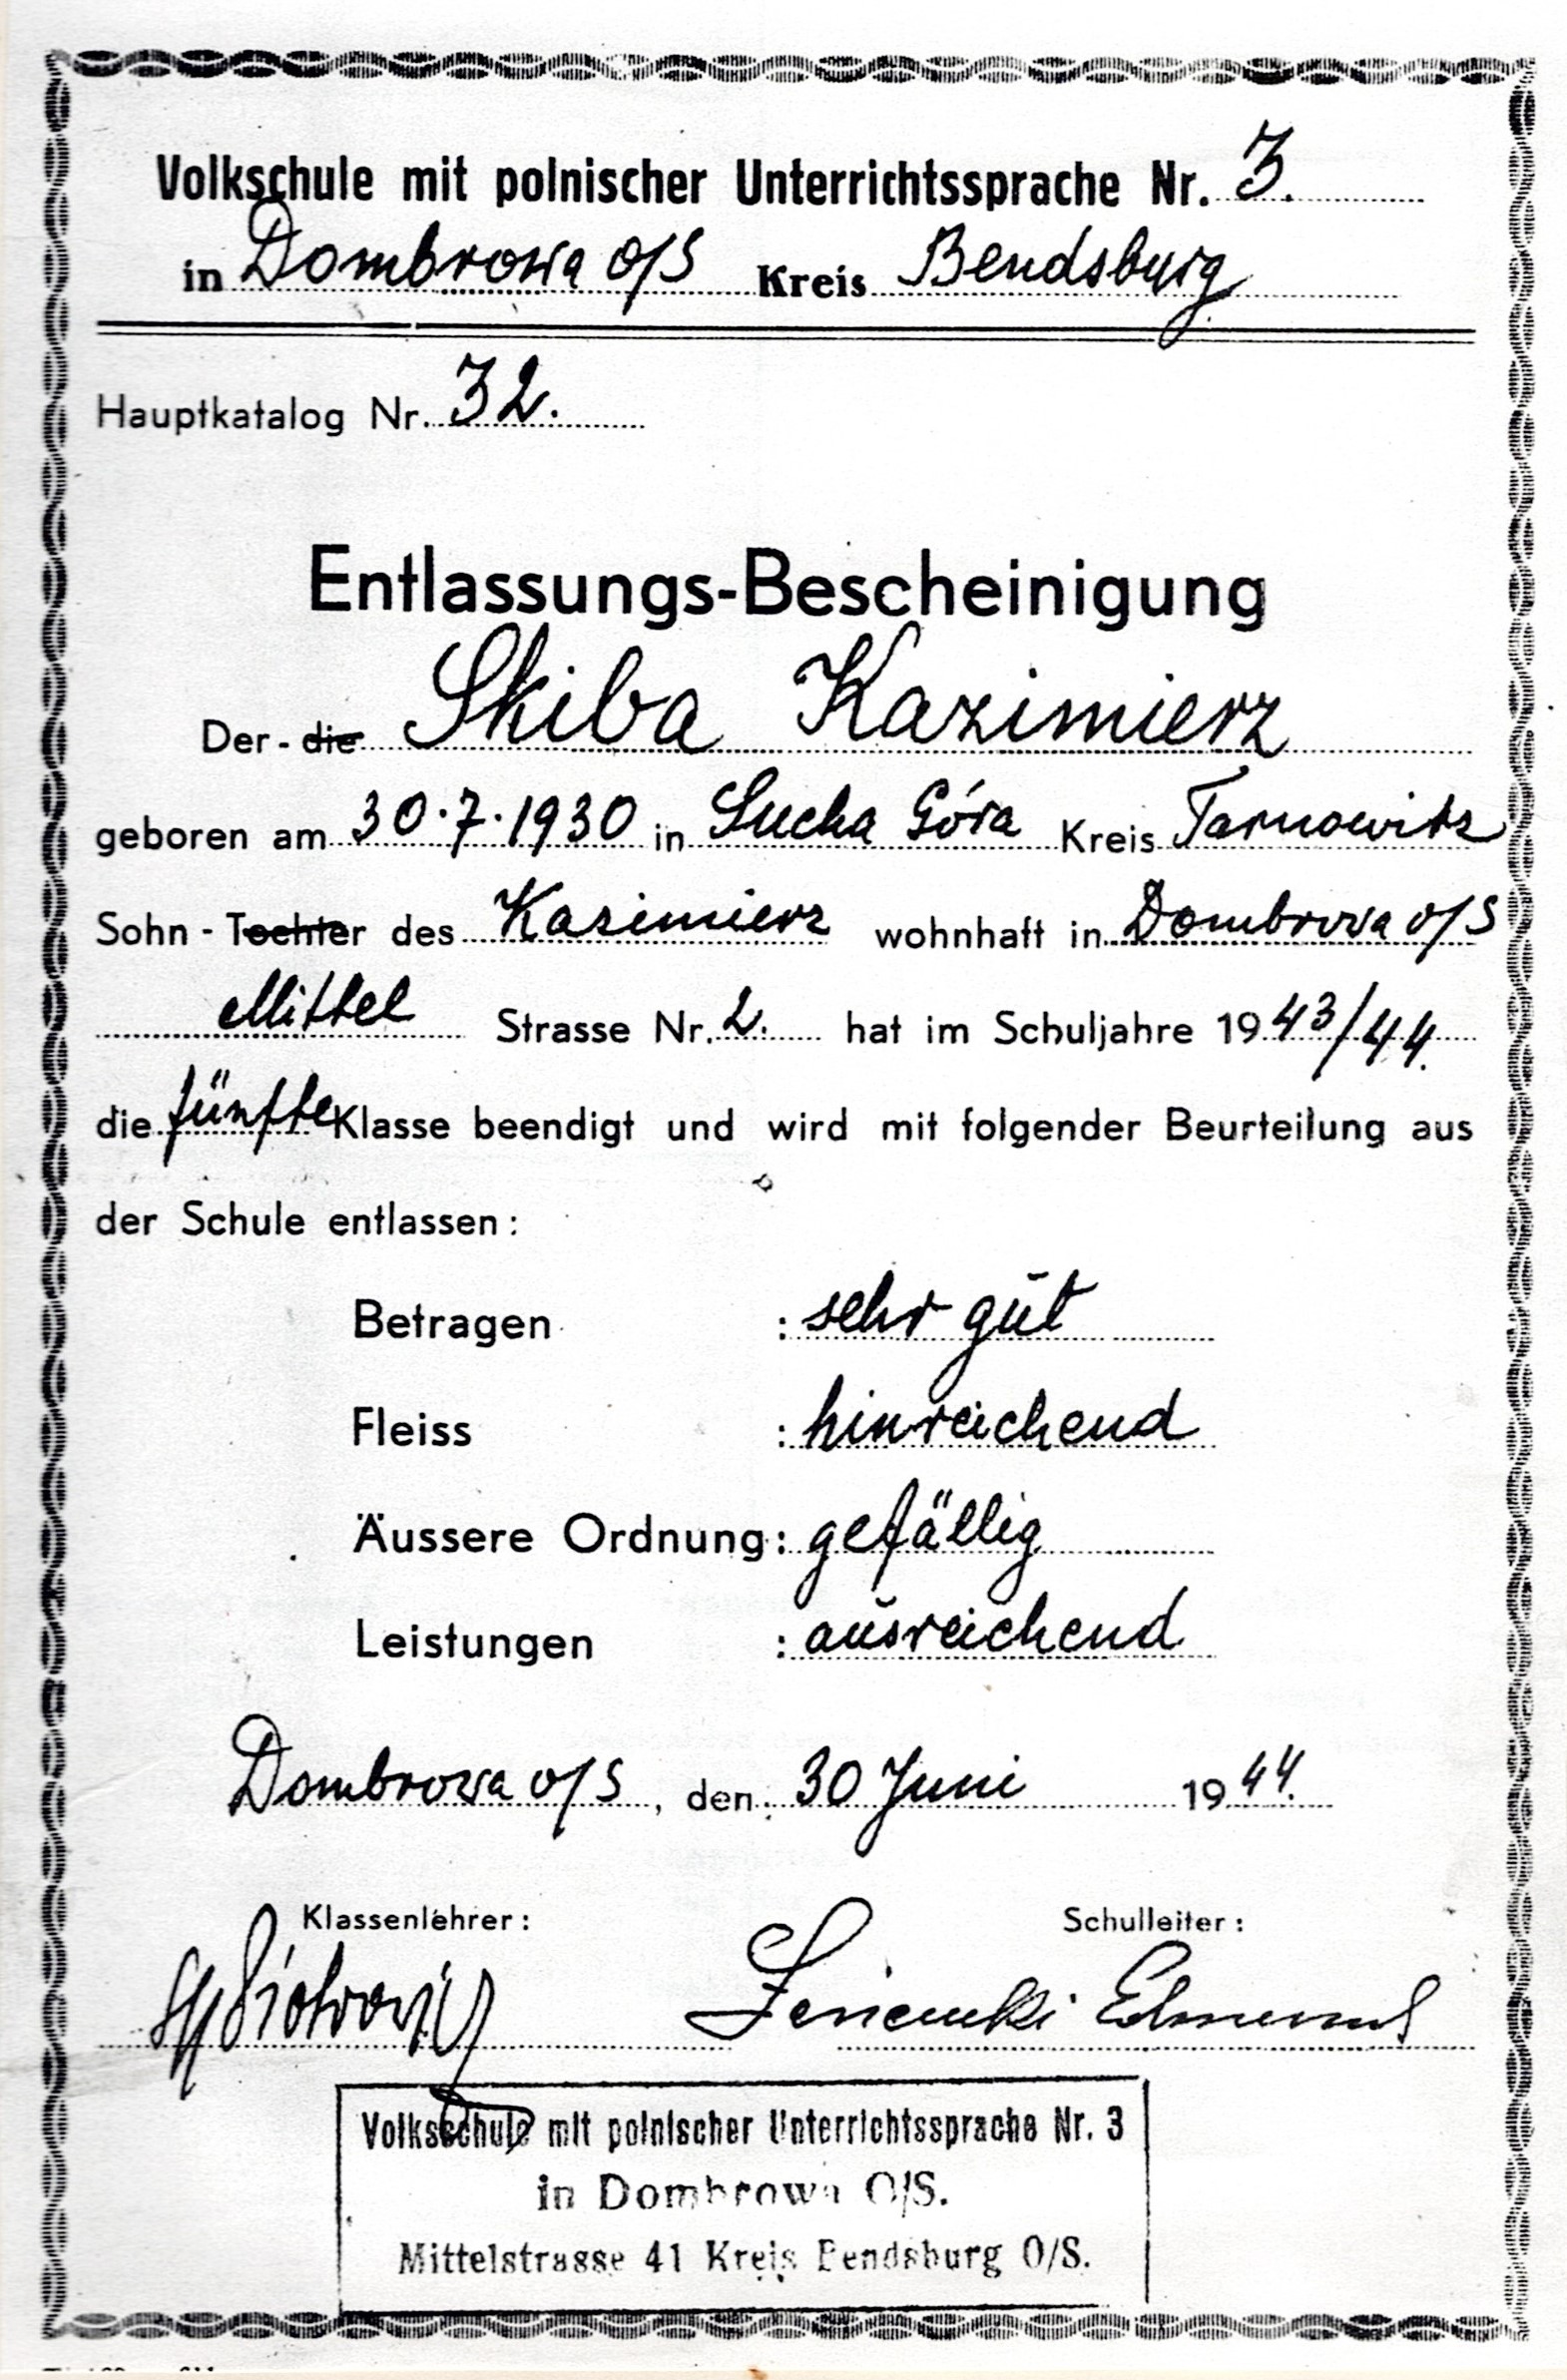 Volkschule mit polnischer Unterrichtssprache Nr. 3.
in Dombrowa O/S Kreis Bendsburg
Hauptkatalog Nr. 32.
Entlassungs-Bescheinigung
Der - die Skiba Kazimierz
geboren am 30.7.1930 in Sucha Góra Kreis Tarnowitz
Sohn - Tochter des Kazimierz wohnhaft in Dombrowa O/S
Mittel Strasse Nr. 2. hat im Schuljahre 1943/44.
die fünfte Klasse beendigt und wird mit folgender Beurteilung aus
der Schule entlassen:
Betragen : sehr gut
Fleiss : hinreichend
Äussere Ordnung: gefällig
Leistungen : ausreichend
Dombrowa O/S, den 30 Juni 1944.
Klassenlehrer: Schulleiter:
Edmund
Volksschule mit polnischer Unterrichtssprache Nr. 3
in Dombrowa O/S.
Mittelstrasse 41 Kreis Bendsburg O/S.